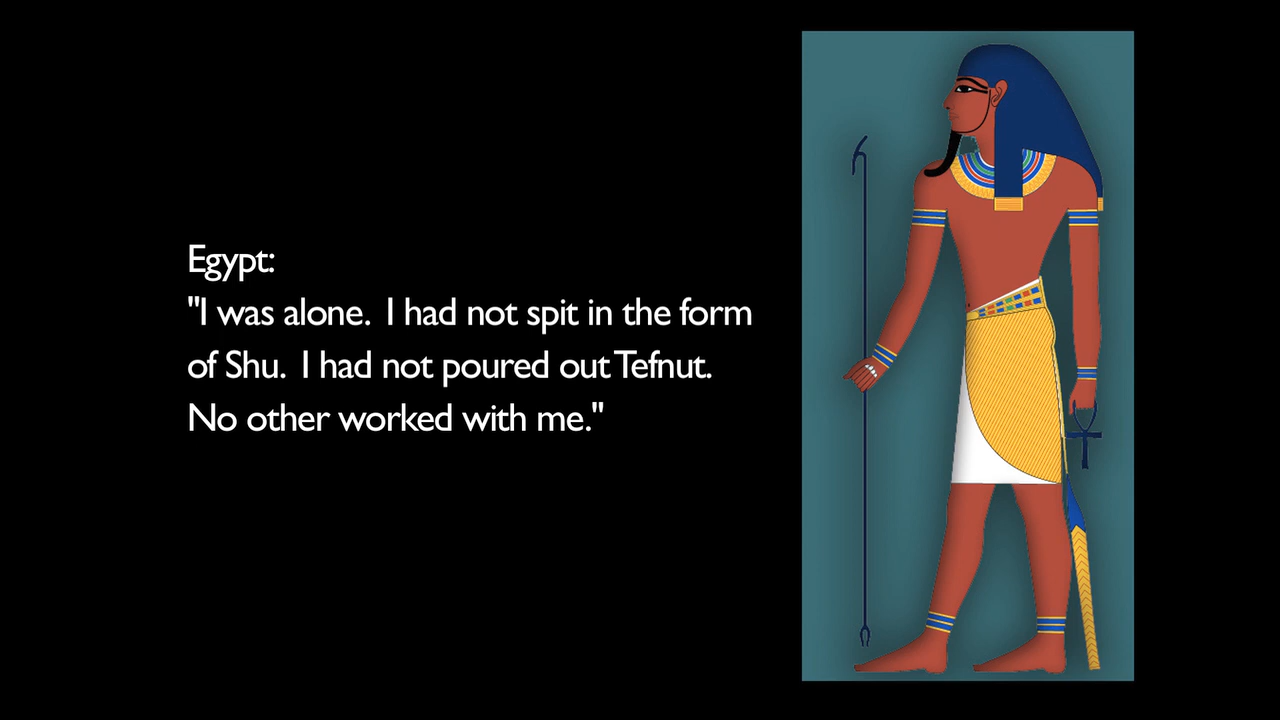 Egypt:
"I was alone.  I had not spit in the form
of Shu.  I had not poured out Tefnut.
No other worked with me."